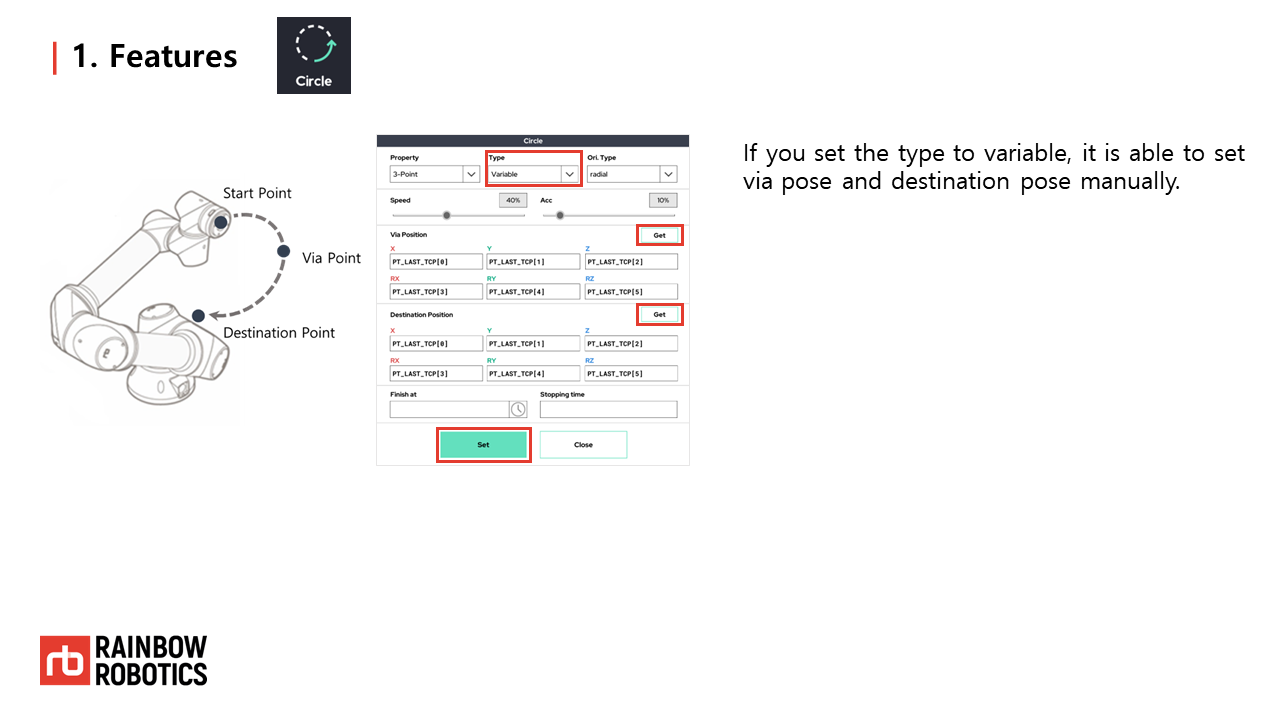 1. Features
Circle
Start Point
Via Point
Destination Point
Circle
Property Type Ori. Type
3-Point Variable radial
Speed 40% Acc 10%
Via Position Get
X Y Z
PT_LAST_TCP[0] PT_LAST_TCP[1] PT_LAST_TCP[2]
RX RY RZ
PT_LAST_TCP[3] PT_LAST_TCP[4] PT_LAST_TCP[5]
Destination Position Get
X Y Z
PT_LAST_TCP[0] PT_LAST_TCP[1] PT_LAST_TCP[2]
RX RY RZ
PT_LAST_TCP[3] PT_LAST_TCP[4] PT_LAST_TCP[5]
Finish at Stopping time
Set Close
If you set the type to variable, it is able to set
via pose and destination pose manually.
rb RAINBOW
ROBOTICS